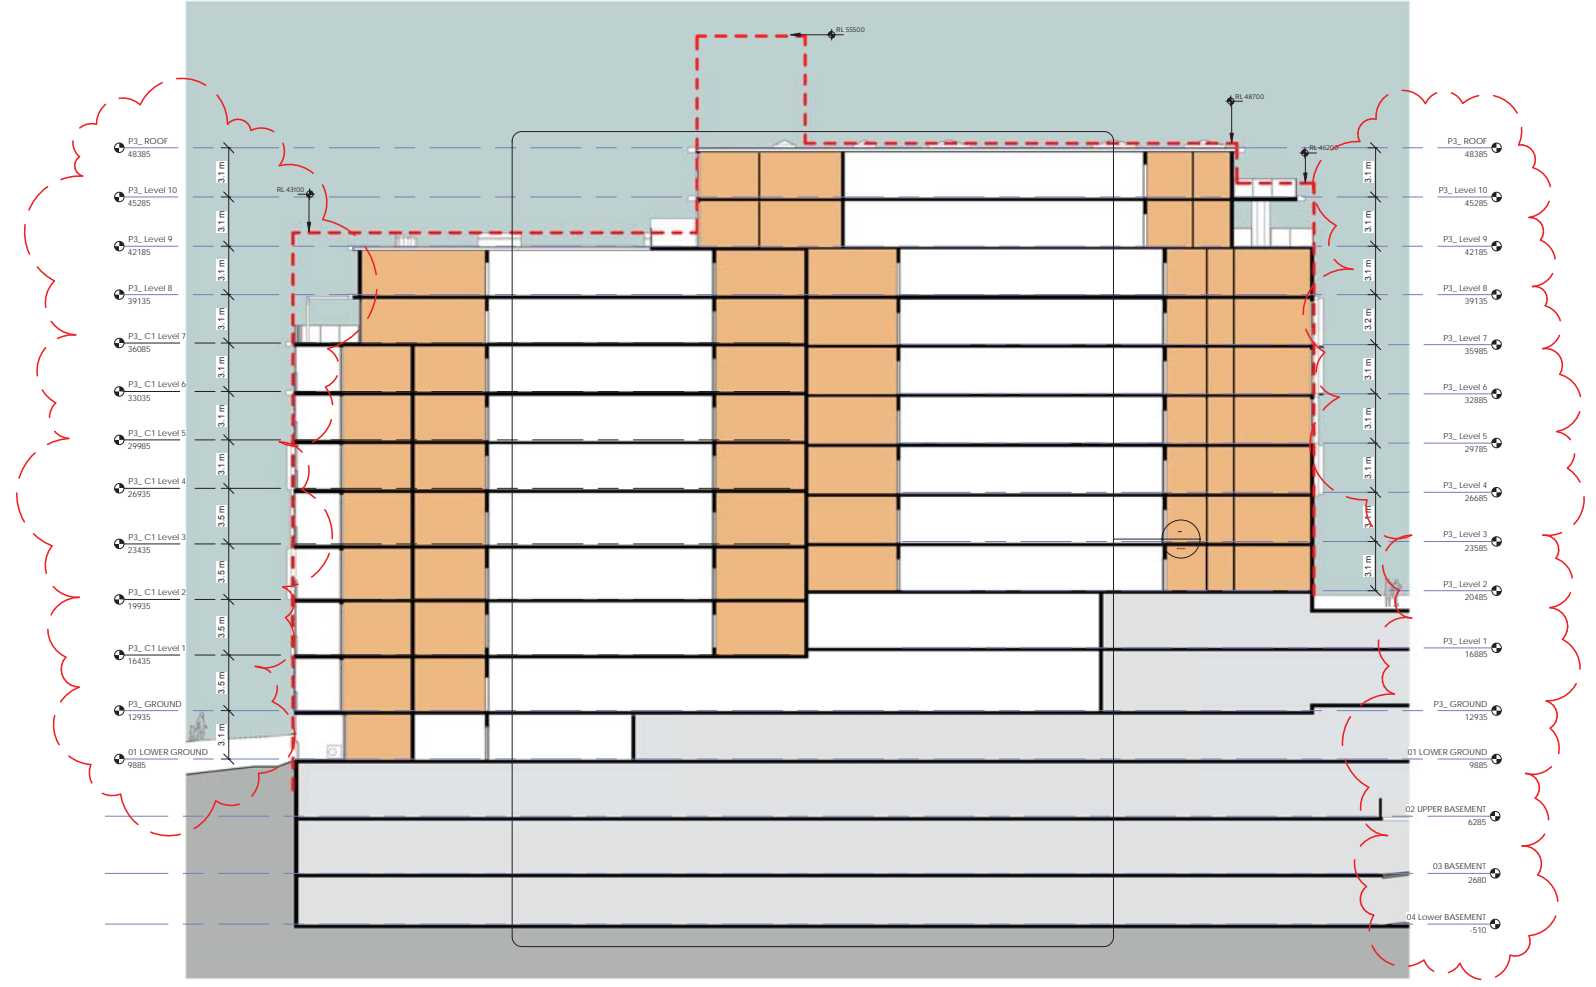 RL 55500
RL 48700
RL 46200
RL 43100
P3_ ROOF
48385
3.1 m
P3_ Level 10
45285
3.1 m
P3_ Level 9
42185
3.1 m
P3_ Level 8
39135
3.1 m
P3_ C1 Level 7
36085
3.1 m
P3_ C1 Level 6
33035
3.1 m
P3_ C1 Level 5
29985
3.1 m
P3_ C1 Level 4
26935
3.5 m
P3_ C1 Level 3
23435
3.5 m
P3_ C1 Level 2
19935
3.5 m
P3_ C1 Level 1
16435
3.5 m
P3_ GROUND
12935
3.1 m
01 LOWER GROUND
9885
P3_ ROOF
48385
3.1 m
P3_ Level 10
45285
3.1 m
P3_ Level 9
42185
3.1 m
P3_ Level 8
39135
3.2 m
P3_ Level 7
35985
3.1 m
P3_ Level 6
32885
3.1 m
P3_ Level 5
29785
3.1 m
P3_ Level 4
26685
3.1 m
P3_ Level 3
23585
3.1 m
P3_ Level 2
20485
P3_ Level 1
16885
P3_ GROUND
12935
01 LOWER GROUND
9885
02 UPPER BASEMENT
6285
03 BASEMENT
2680
04 Lower BASEMENT
-510